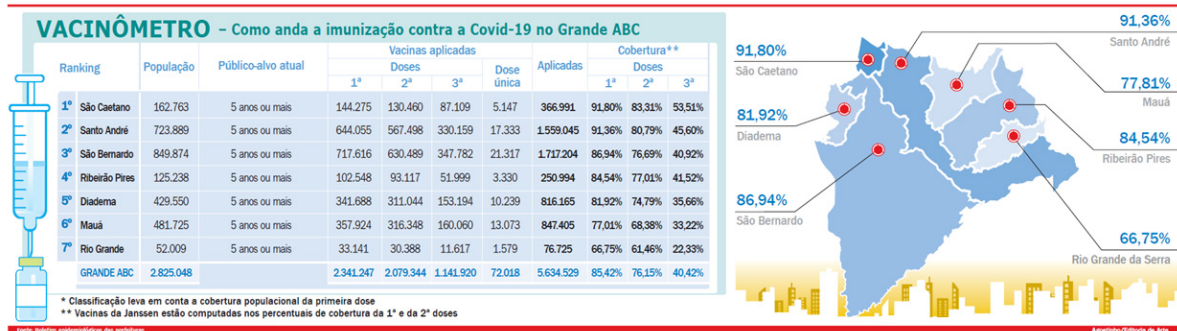 VACINÔMETRO – Como anda a imunização contra a Covid-19 no Grande ABC
Ranking População Público-alvo atual Vacinas aplicadas Aplicadas Cobertura**
Doses Dose única Doses
1ª 2ª 3ª 1ª 2ª 3ª
1º São Caetano 162.763 5 anos ou mais 144.275 130.460 87.109 5.147 366.991 91,80% 83,31% 53,51%
2º Santo André 723.889 5 anos ou mais 644.055 567.498 330.159 17.333 1.559.045 91,36% 80,79% 45,60%
3º São Bernardo 849.874 5 anos ou mais 717.616 630.489 347.782 21.317 1.717.204 86,94% 76,69% 40,92%
4º Ribeirão Pires 125.238 5 anos ou mais 102.548 93.117 51.999 3.330 250.994 84,54% 77,01% 41,52%
5º Diadema 429.550 5 anos ou mais 341.688 311.044 153.194 10.239 816.165 81,92% 74,79% 35,66%
6º Mauá 481.725 5 anos ou mais 357.924 316.348 160.060 13.073 847.405 77,01% 68,38% 33,22%
7º Rio Grande 52.009 5 anos ou mais 33.141 30.388 11.617 1.579 76.725 66,75% 61,46% 22,33%
GRANDE ABC 2.825.048 2.341.247 2.079.344 1.141.920 72.018 5.634.529 85,42% 76,15% 40,42%
* Classificação leva em conta a cobertura populacional da primeira dose
** Vacinas da Janssen estão computadas nos percentuais de cobertura da 1ª e da 2ª doses
91,80%
São Caetano
81,92%
Diadema
86,94%
São Bernardo
91,36%
Santo André
77,81%
Mauá
84,54%
Ribeirão Pires
66,75%
Rio Grande da Serra
Fonte: Boletins epidemiológicos das prefeituras
Agostinho/Editoria de Arte